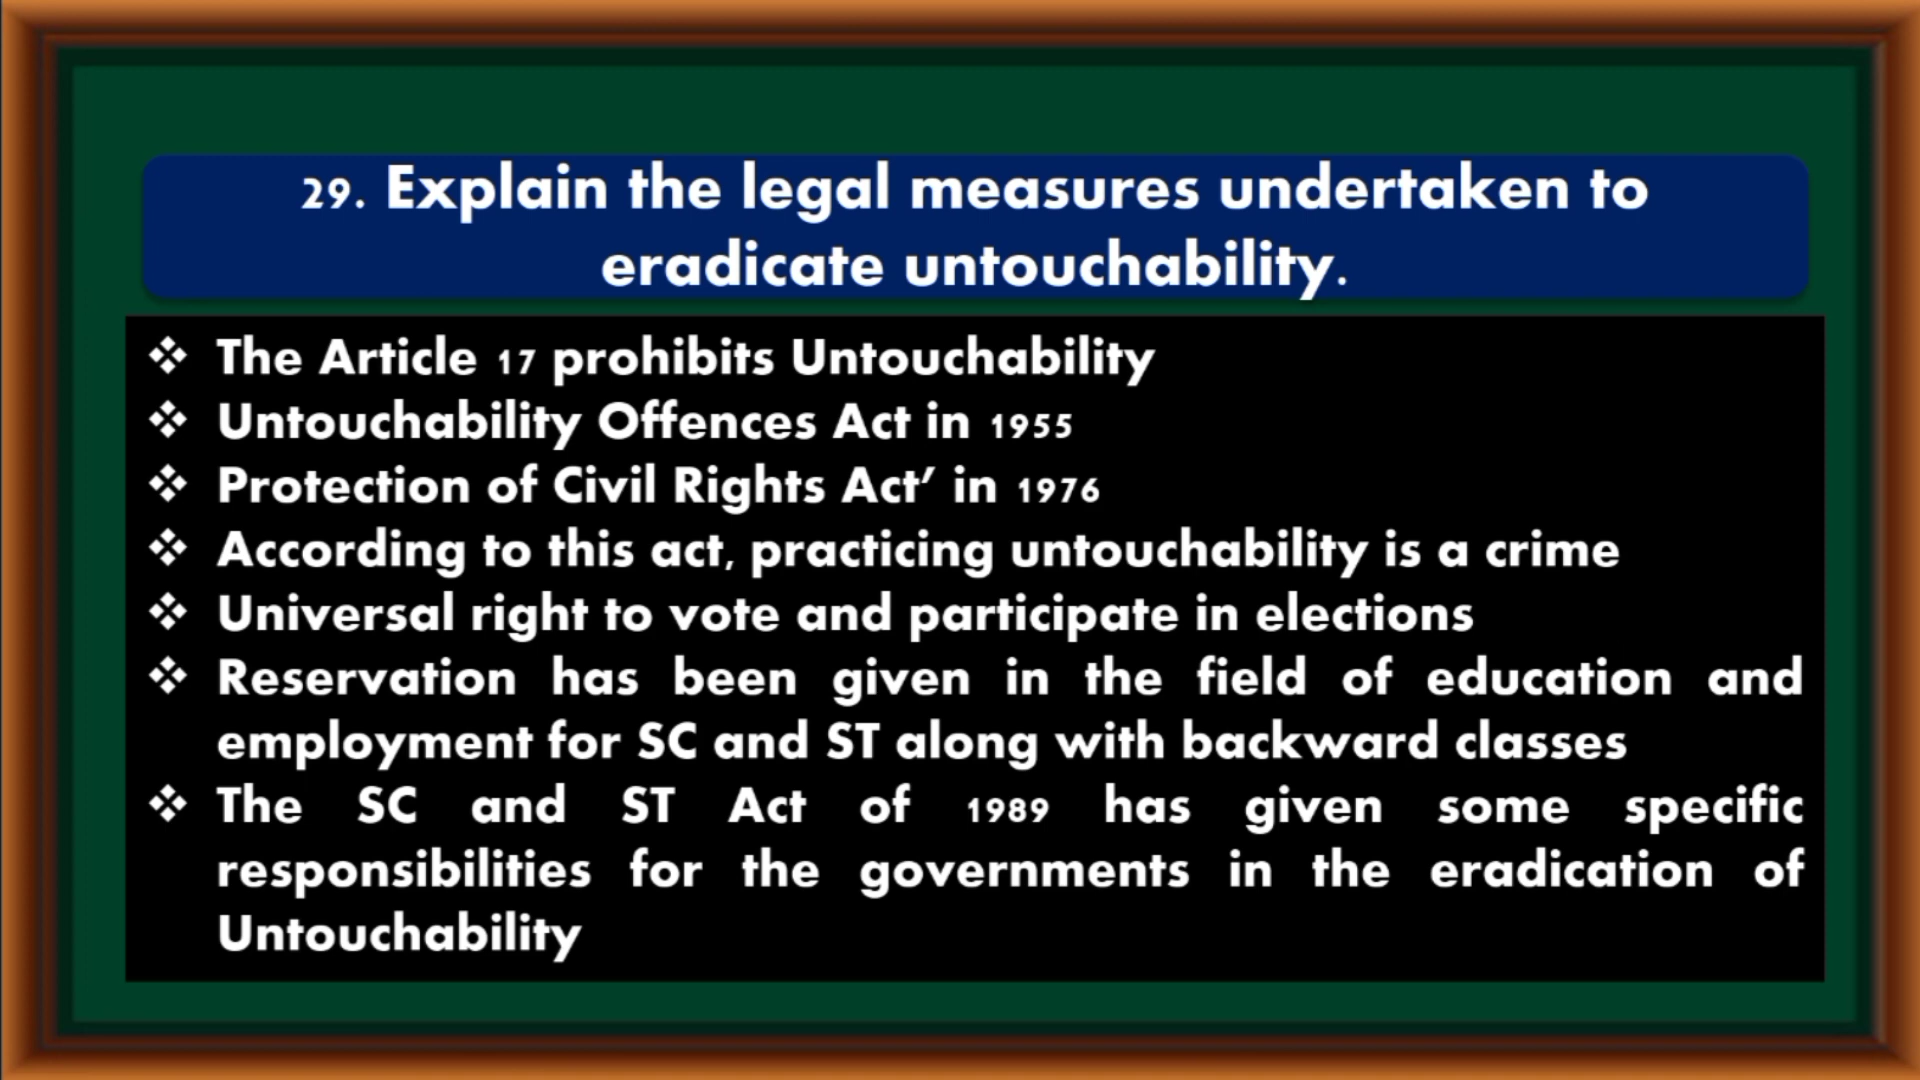 29. Explain the legal measures undertaken to
eradicate untouchability.
❖ The Article 17 prohibits Untouchability
❖ Untouchability Offences Act in 1955
❖ Protection of Civil Rights Act’ in 1976
❖ According to this act, practicing untouchability is a crime
❖ Universal right to vote and participate in elections
❖ Reservation has been given in the field of education and
employment for SC and ST along with backward classes
❖ The SC and ST Act of 1989 has given some specific
responsibilities for the governments in the eradication of
Untouchability